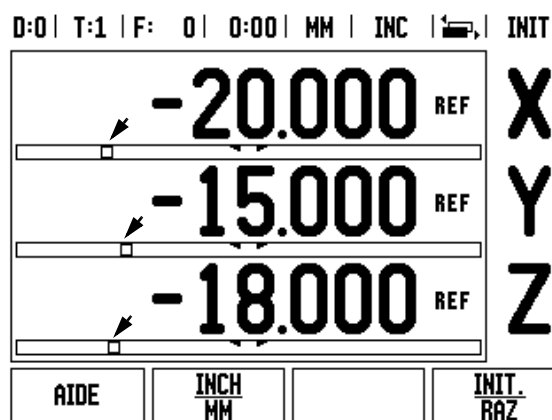 D:0 | T:1 | F: 0 | 0:00 | MM | INC | INIT
-20.000 REF X
-15.000 REF Y
-18.000 REF Z
AIDE INCH MM INIT. RAZ